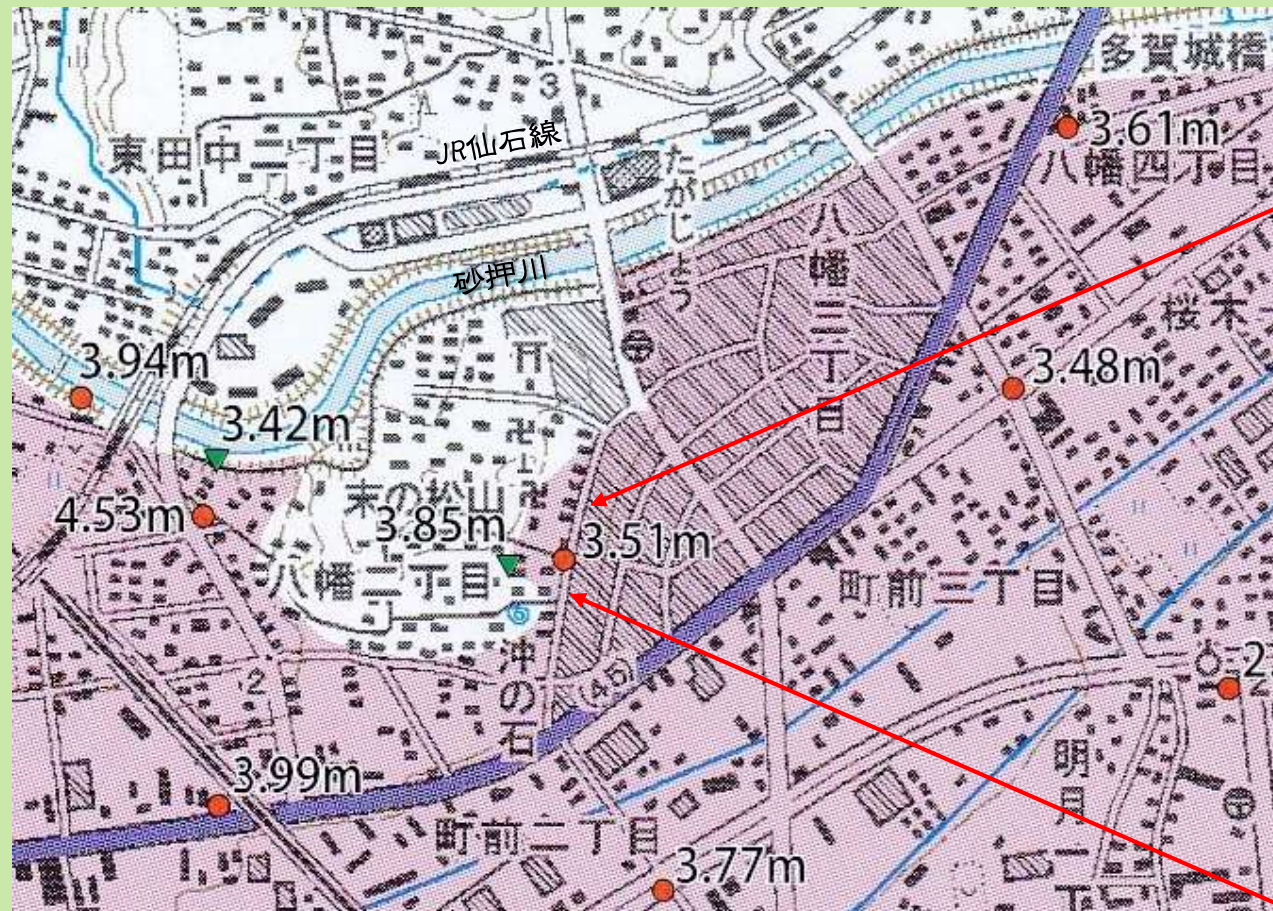 多賀城橋
3
3.61m
東田中二丁目
JR仙石線
たがじょう
八幡四丁目
八幡三丁目
砂押川
桜木
3.94m
3.48m
3.42m
末の松山
4.53m
3.85m
3.51m
八幡二丁目
町前三丁目
沖の石
2
(45)
3.99m
明月一丁
町前二丁目
3.77m